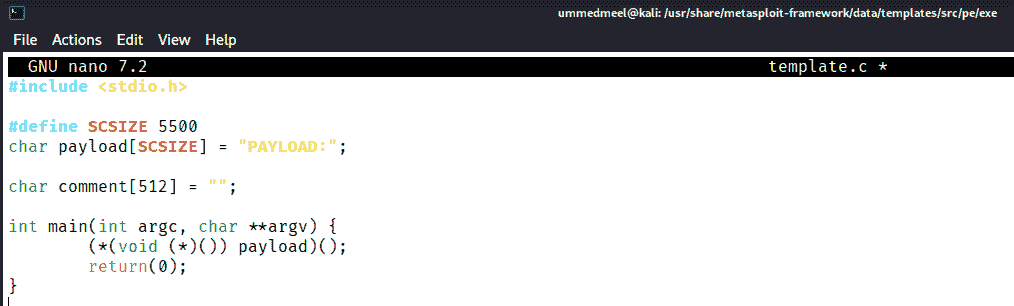 ummedmeel@kali: /usr/share/metasploit-framework/data/templates/src/pe/exe
File Actions Edit View Help
GNU nano 7.2 template.c *
#include <stdio.h>
#define SCSIZE 5500
char payload[SCSIZE] = "PAYLOAD:";
char comment[512] = "";
int main(int argc, char **argv) {
(*(void (*)()) payload)();
return(0);
}